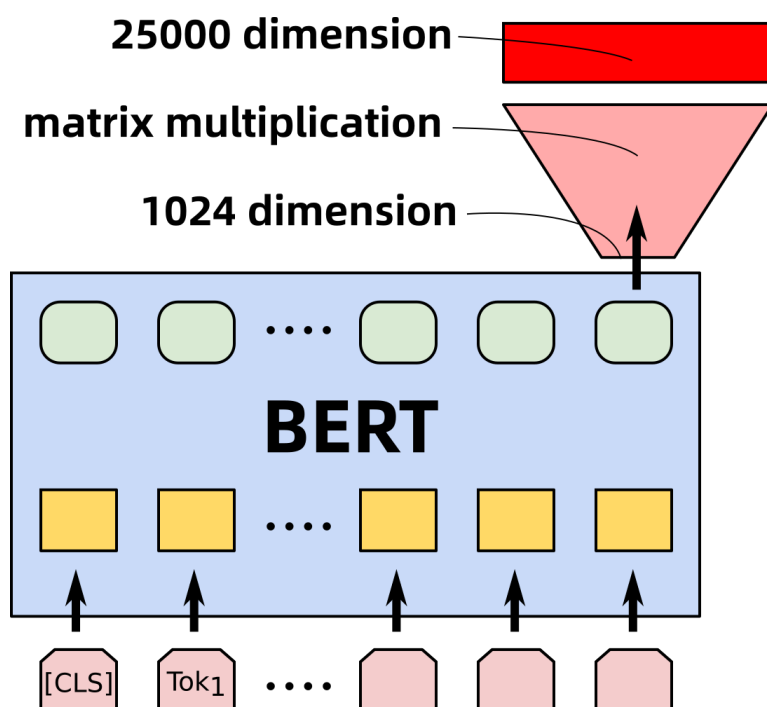 25000 dimension
matrix multiplication
1024 dimension
....
BERT
....
[CLS] Tok1 ....